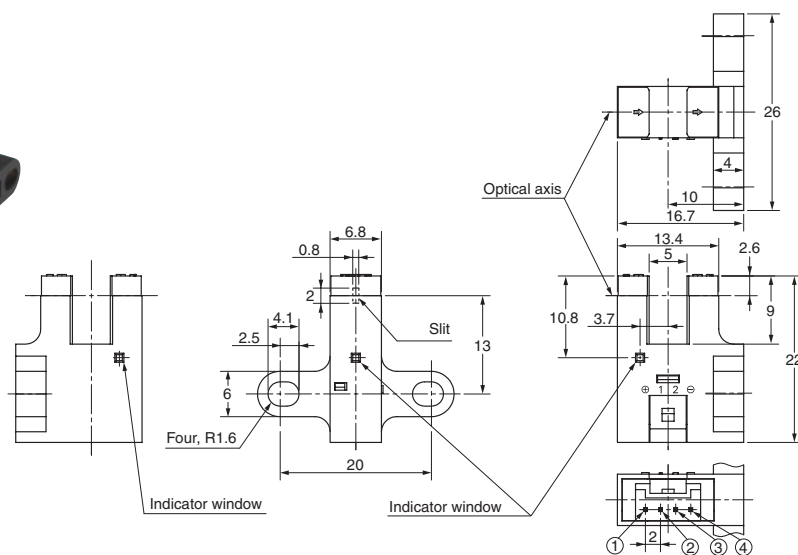 26
4
Optical axis
10
16.7
6.8
13.4
0.8
5
2.6
2
4.1
Slit
10.8
3.7
9
2.5
13
22
6
⊕ 1 2 ⊖
Four, R1.6
20
Indicator window
Indicator window
① 2 ② ③ ④